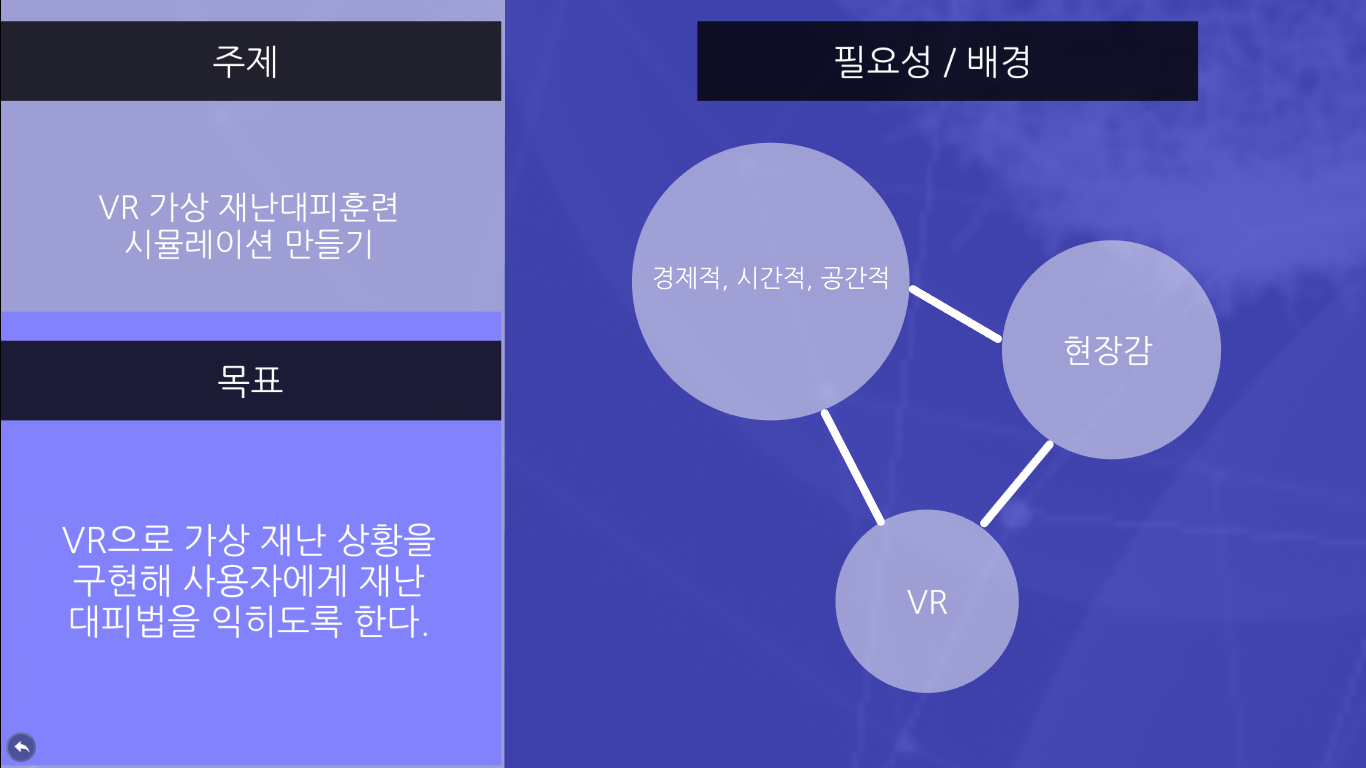 주제
VR 가상 재난대피훈련
시뮬레이션 만들기
목표
VR으로 가상 재난 상황을
구현해 사용자에게 재난
대피법을 익히도록 한다.
필요성 / 배경
경제적, 시간적, 공간적
현장감
VR